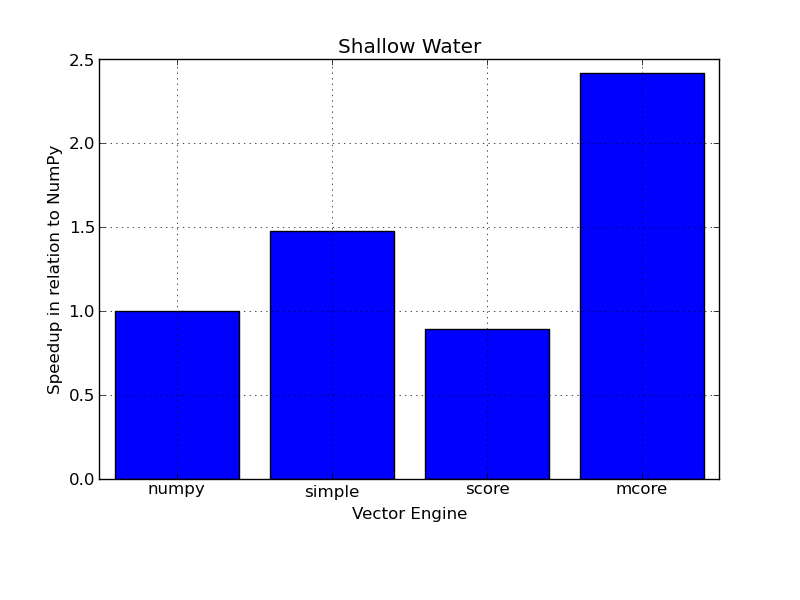 Shallow Water
Speedup in relation to NumPy
2.5
2.0
1.5
1.0
0.5
0.0
numpy simple score mcore
Vector Engine